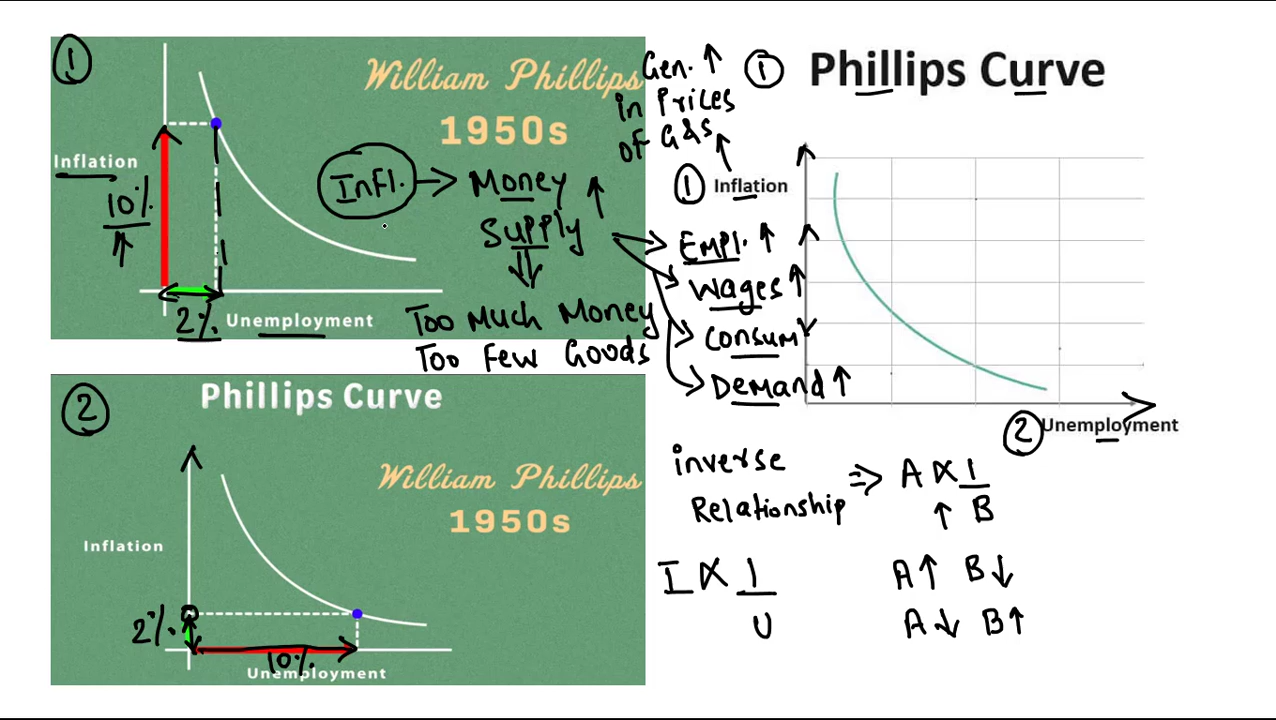 ①
William Phillips
1950s
Inflation
10%
↑
2%
Unemployment
Infl. → Money ↑
Supply
Too Much Money
Too Few Goods
Gen. ↑
in Prices
of G&S
① Phillips Curve
① Inflation
Empl. ↑
Wages ↑
Consum
Demand ↑
② Unemployment
②
Phillips Curve
William Phillips
1950s
Inflation
2%
10%
Unemployment
inverse
Relationship ⇒ A ∝ 1/B
↑
I ∝ 1/U
A↑ B↓
A↓ B↑